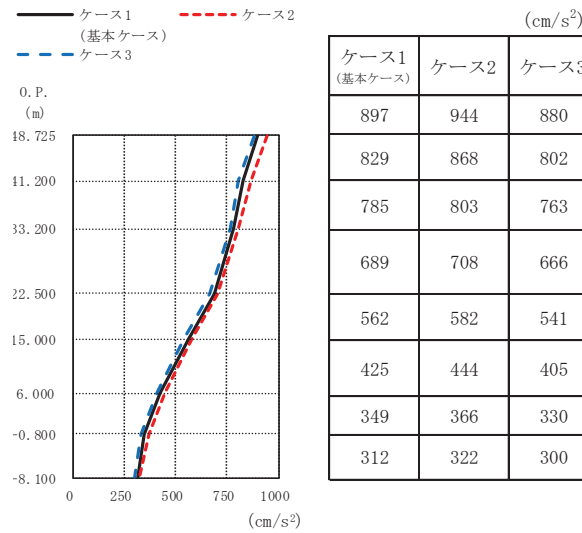 ケース1 ケース2
(基本ケース)
ケース3
O.P.
(m)
48.725
41.200
33.200
22.500
15.000
6.000
-0.800
-8.100
0 250 500 750 1000
(cm/s²)
(cm/s²)
ケース1 ケース2 ケース3
(基本ケース)
897 944 880
829 868 802
785 803 763
689 708 666
562 582 541
425 444 405
349 366 330
312 322 300